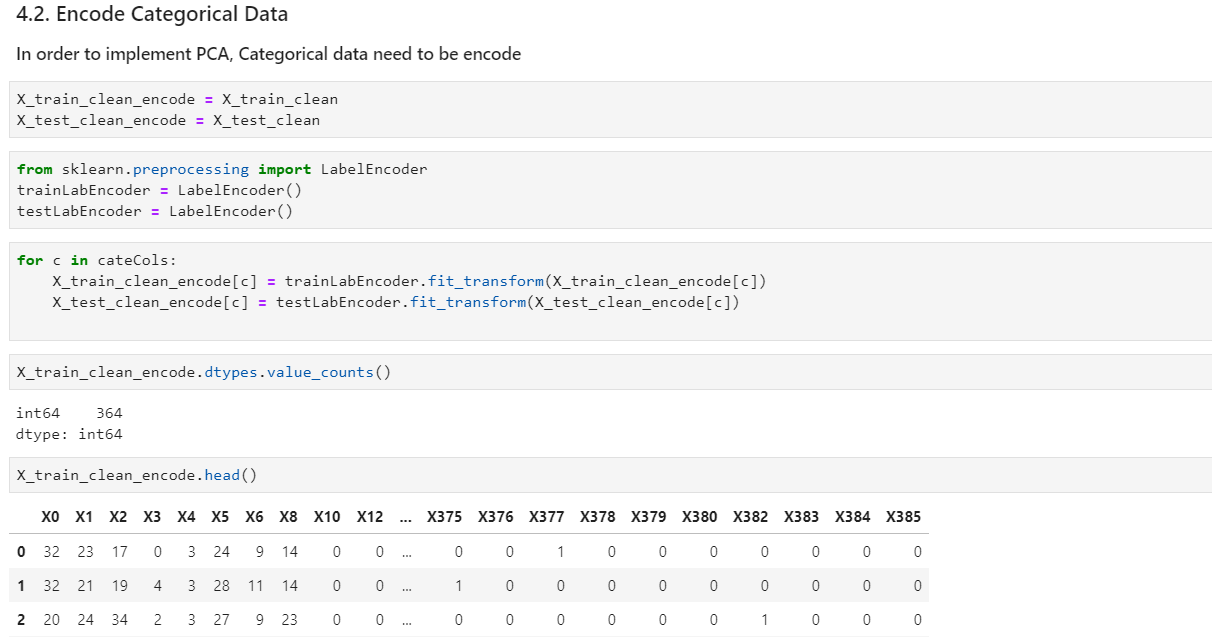 4.2. Encode Categorical Data
In order to implement PCA, Categorical data need to be encode
X_train_clean_encode = X_train_clean
X_test_clean_encode = X_test_clean
from sklearn.preprocessing import LabelEncoder
trainLabEncoder = LabelEncoder()
testLabEncoder = LabelEncoder()
for c in cateCols:
    X_train_clean_encode[c] = trainLabEncoder.fit_transform(X_train_clean_encode[c])
    X_test_clean_encode[c] = testLabEncoder.fit_transform(X_test_clean_encode[c])
X_train_clean_encode.dtypes.value_counts()
int64    364
dtype: int64
X_train_clean_encode.head()
X0 X1 X2 X3 X4 X5 X6 X8 X10 X12 ... X375 X376 X377 X378 X379 X380 X382 X383 X384 X385
0 32 23 17 0 3 24 9 14 0 0 ... 0 0 1 0 0 0 0 0 0 0
1 32 21 19 4 3 28 11 14 0 0 ... 1 0 0 0 0 0 0 0 0 0
2 20 24 34 2 3 27 9 23 0 0 ... 0 0 0 0 0 0 1 0 0 0